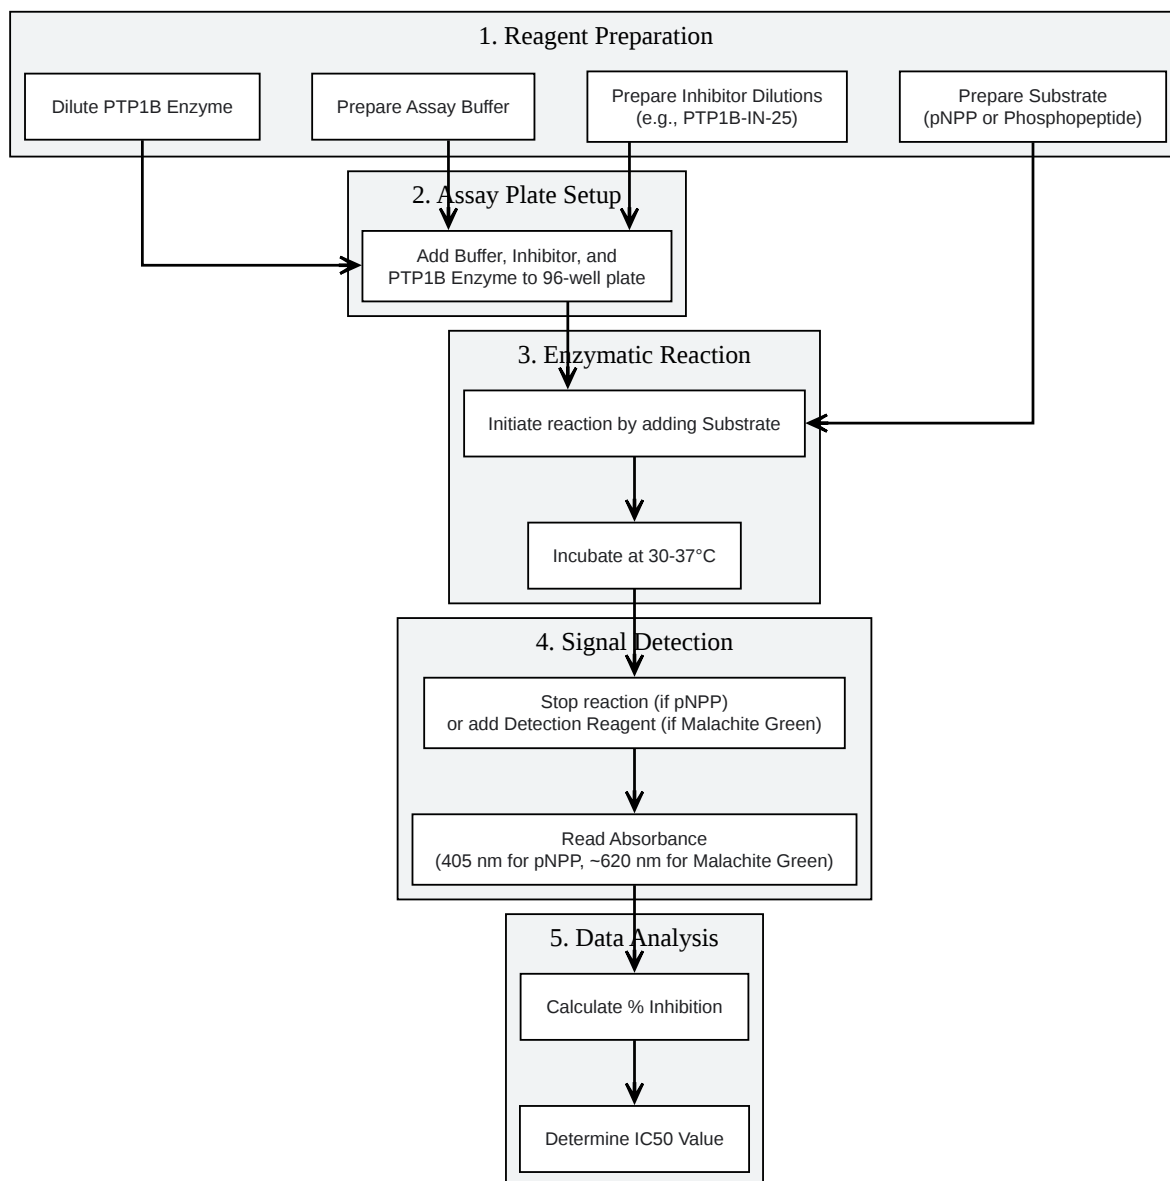 1. Reagent Preparation
Dilute PTP1B Enzyme
Prepare Assay Buffer
Prepare Inhibitor Dilutions
(e.g., PTP1B-IN-25)
Prepare Substrate
(pNPP or Phosphopeptide)
2. Assay Plate Setup
Add Buffer, Inhibitor, and
PTP1B Enzyme to 96-well plate
3. Enzymatic Reaction
Initiate reaction by adding Substrate
Incubate at 30-37°C
4. Signal Detection
Stop reaction (if pNPP)
or add Detection Reagent (if Malachite Green)
Read Absorbance
(405 nm for pNPP, ~620 nm for Malachite Green)
5. Data Analysis
Calculate % Inhibition
Determine IC50 Value